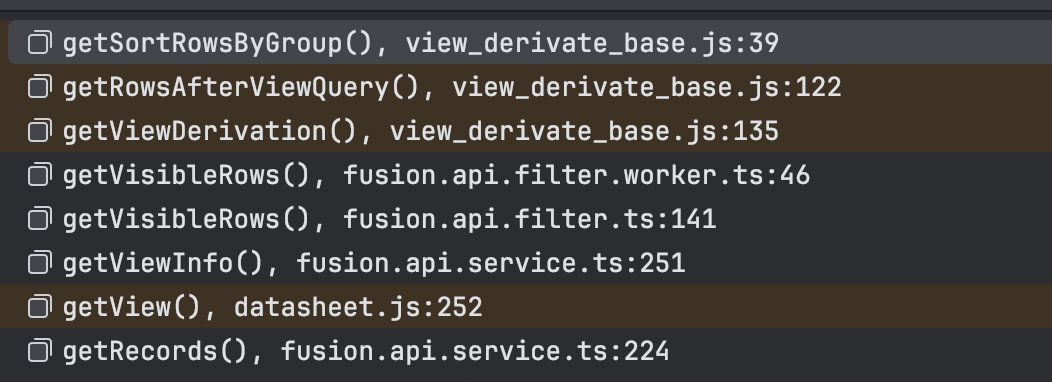 getSortRowsByGroup(), view_derivate_base.js:39
getRowsAfterViewQuery(), view_derivate_base.js:122
getViewDerivation(), view_derivate_base.js:135
getVisibleRows(), fusion.api.filter.worker.ts:46
getVisibleRows(), fusion.api.filter.ts:141
getViewInfo(), fusion.api.service.ts:251
getView(), datasheet.js:252
getRecords(), fusion.api.service.ts:224